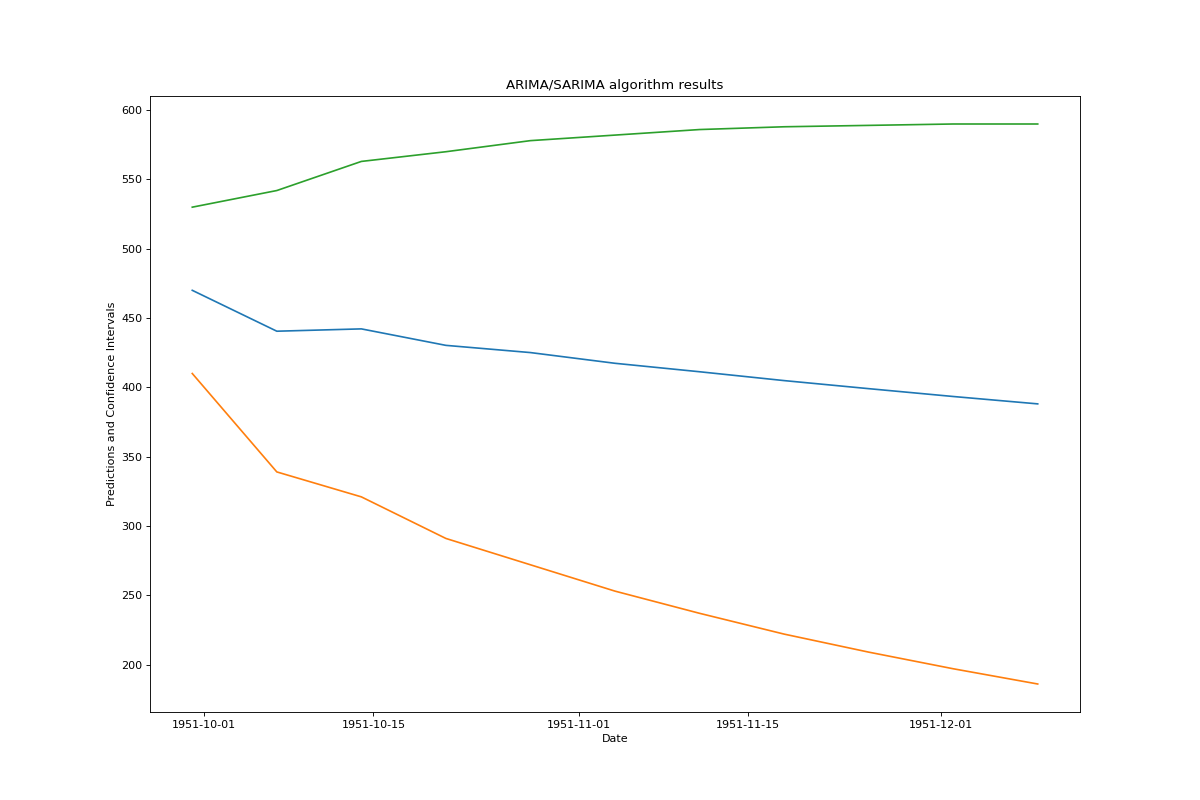 ARIMA/SARIMA algorithm results
600
550
500
450
400
350
300
250
200
Predictions and Confidence Intervals
1951-10-01 1951-10-15 1951-11-01 1951-11-15 1951-12-01
Date